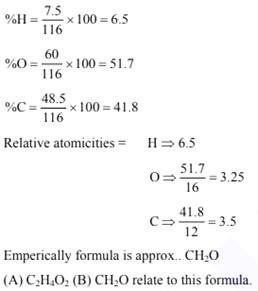 %H = 7.5/116 × 100 = 6.5
%O = 60/116 × 100 = 51.7
%C = 48.5/116 × 100 = 41.8
Relative atomicities = H ⇒ 6.5
O ⇒ 51.7/16 = 3.25
C ⇒ 41.8/12 = 3.5
Emperically formula is approx.. CH₂O
(A) C₂H₄O₂ (B) CH₂O relate to this formula.